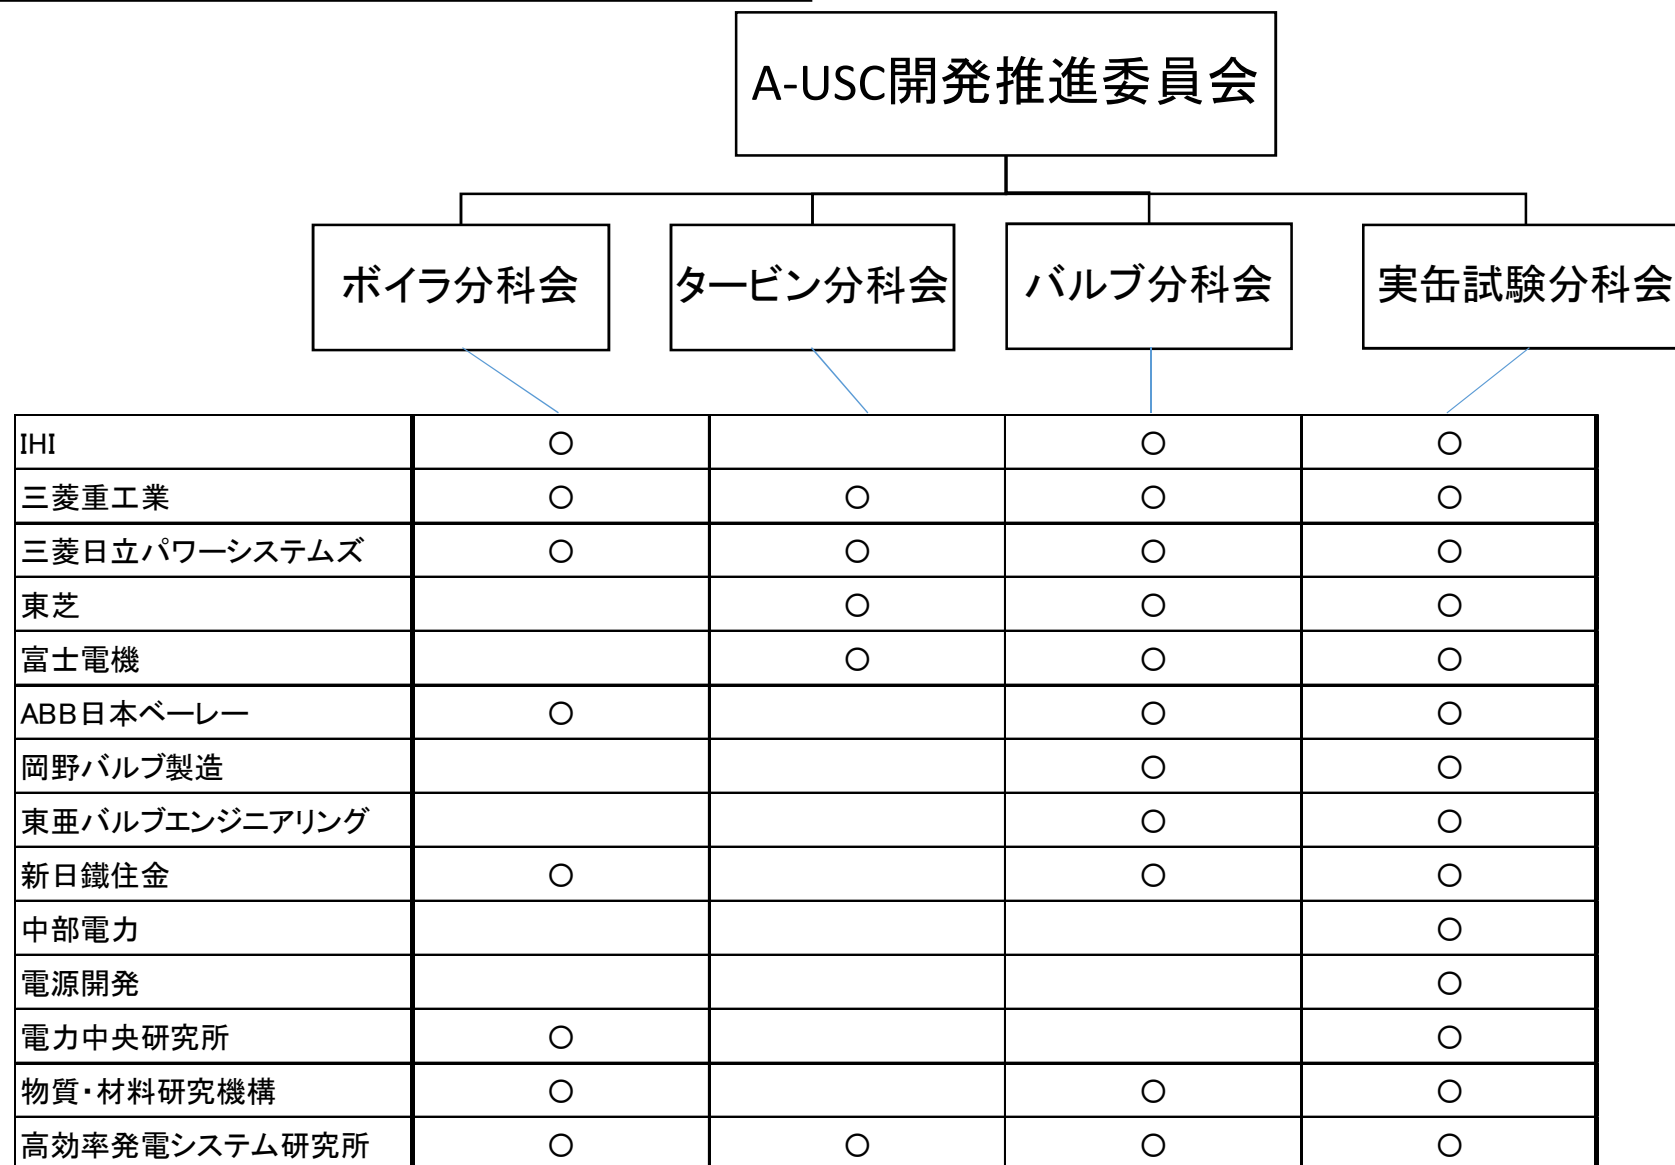 A-USC開発推進委員会
ボイラ分科会 タービン分科会 バルブ分科会 実缶試験分科会
IHI ○ ○ ○
三菱重工業 ○ ○ ○ ○
三菱日立パワーシステムズ ○ ○ ○ ○
東芝 ○ ○ ○
富士電機 ○ ○ ○
ABB日本ベーレー ○ ○ ○
岡野バルブ製造 ○ ○
東亜バルブエンジニアリング ○ ○
新日鐵住金 ○ ○ ○
中部電力 ○
電源開発 ○
電力中央研究所 ○ ○
物質・材料研究機構 ○ ○ ○
高効率発電システム研究所 ○ ○ ○ ○